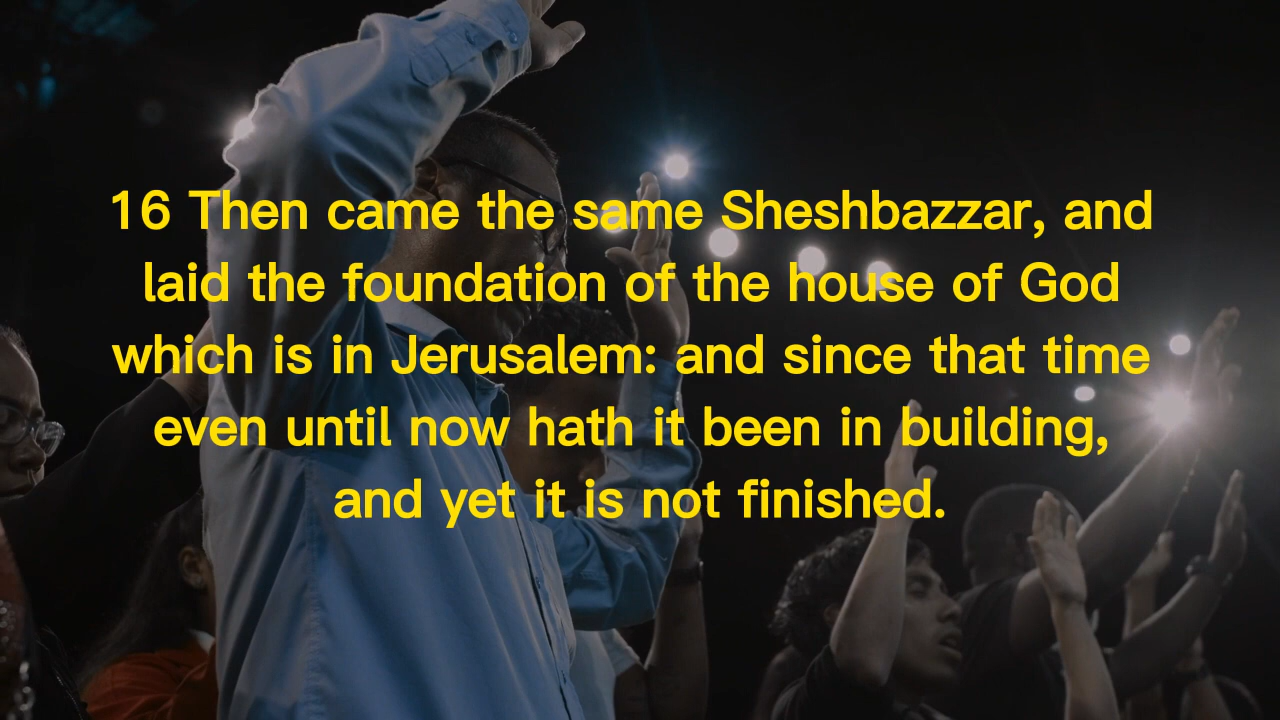 16 Then came the same Sheshbazzar, and
laid the foundation of the house of God
which is in Jerusalem: and since that time
even until now hath it been in building,
and yet it is not finished.